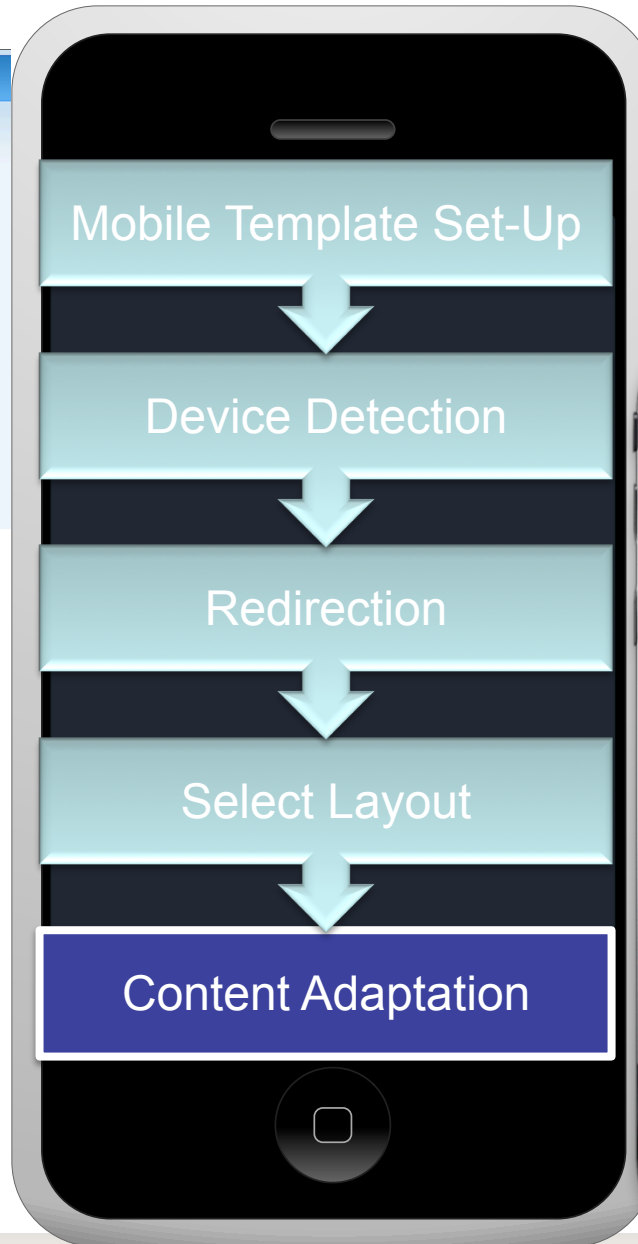 Mobile Template Set-Up
Device Detection
Redirection
Select Layout
Content Adaptation